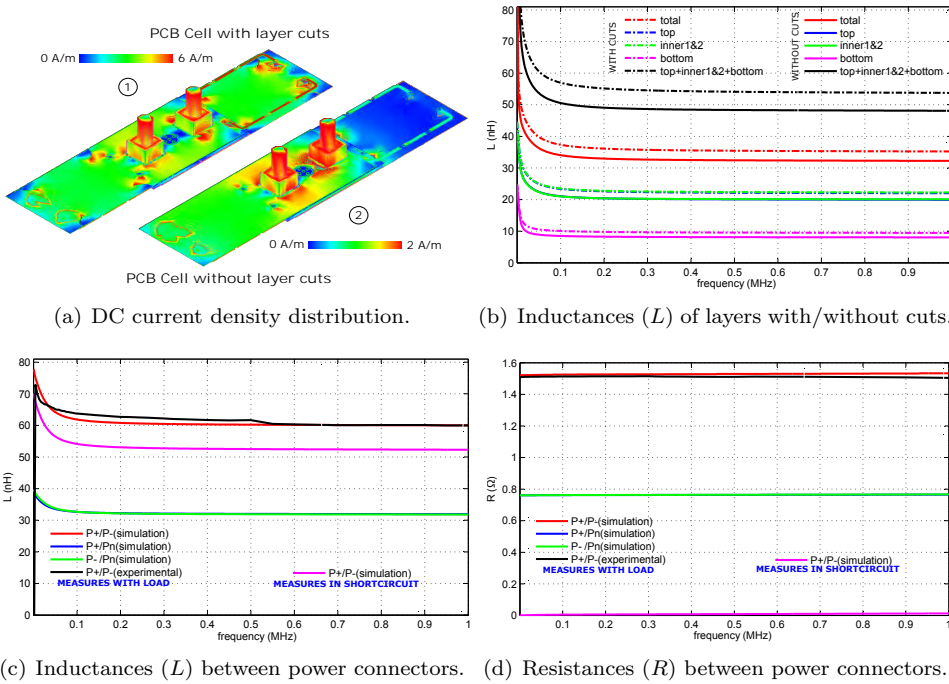 PCB Cell with layer cuts
0 A/m 6 A/m
1
2
0 A/m 2 A/m
PCB Cell without layer cuts
(a) DC current density distribution.
80
70
60
50
40
30
20
10
0
L (nH)
WITH CUTS
total
top
inner1&2
bottom
top+inner1&2+bottom
WITHOUT CUTS
total
top
inner1&2
bottom
top+inner1&2+bottom
0.1 0.2 0.3 0.4 0.5 0.6 0.7 0.8 0.9 1
frequency (MHz)
(b) Inductances (L) of layers with/without cuts.
80
70
60
50
40
30
20
10
0
L (nH)
P+/P-(simulation)
P+/Pn(simulation)
P- /Pn(simulation)
P+/P-(experimental)
MEASURES WITH LOAD
P+/P-(simulation)
MEASURES IN SHORTCIRCUIT
0.1 0.2 0.3 0.4 0.5 0.6 0.7 0.8 0.9 1
frequency (MHz)
(c) Inductances (L) between power connectors.
1.6
1.4
1.2
1
0.8
0.6
0.4
0.2
0
R (Ω)
P+/P-(simulation)
P+/Pn(simulation)
P- /Pn(simulation)
P+/P-(experimental)
MEASURES WITH LOAD
P+/P-(simulation)
MEASURES IN SHORTCIRCUIT
0.1 0.2 0.3 0.4 0.5 0.6 0.7 0.8 0.9 1
frequency (MHz)
(d) Resistances (R) between power connectors.